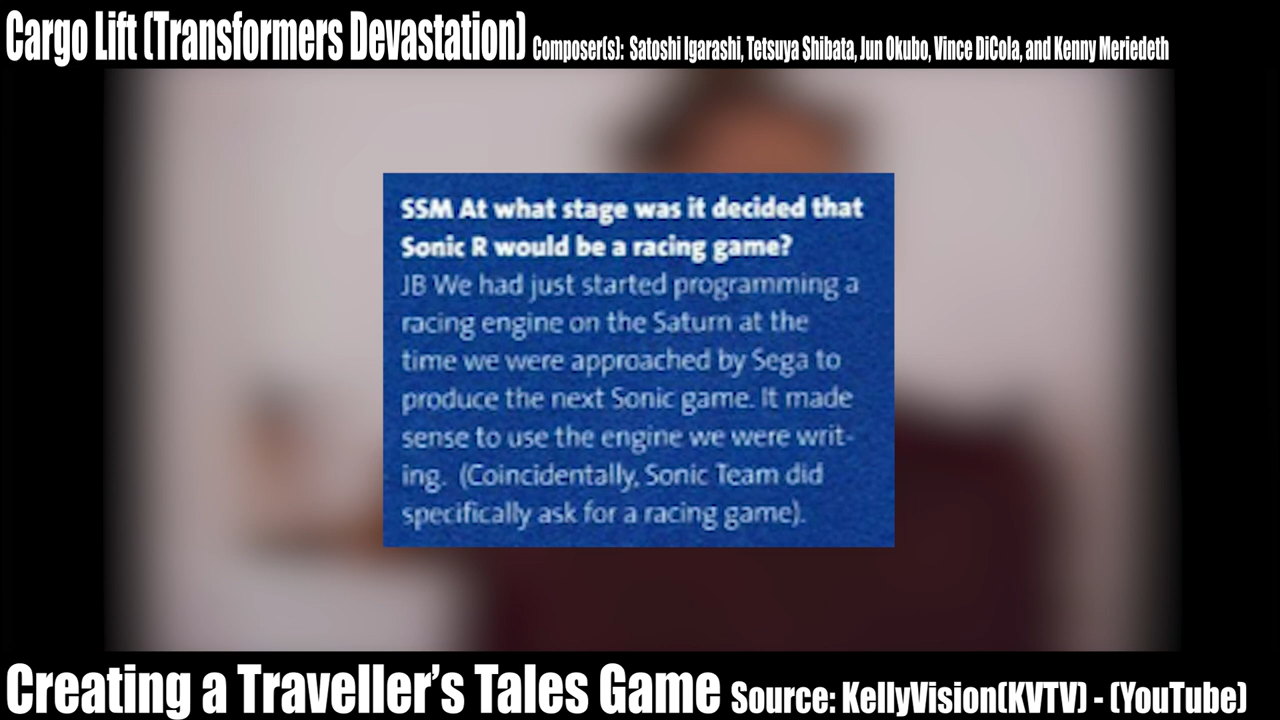 Cargo Lift (Transformers Devastation) Composer(s): Satoshi Igarashi, Tetsuya Shibata, Jun Okubo, Vince DiCola, and Kenny Meriedeth
SSM At what stage was it decided that
Sonic R would be a racing game?
JB We had just started programming a
racing engine on the Saturn at the
time we were approached by Sega to
produce the next Sonic game. It made
sense to use the engine we were writ-
ing. (Coincidentally, Sonic Team did
specifically ask for a racing game).
Creating a Traveller's Tales Game Source: KellyVision(KVTV) - (YouTube)